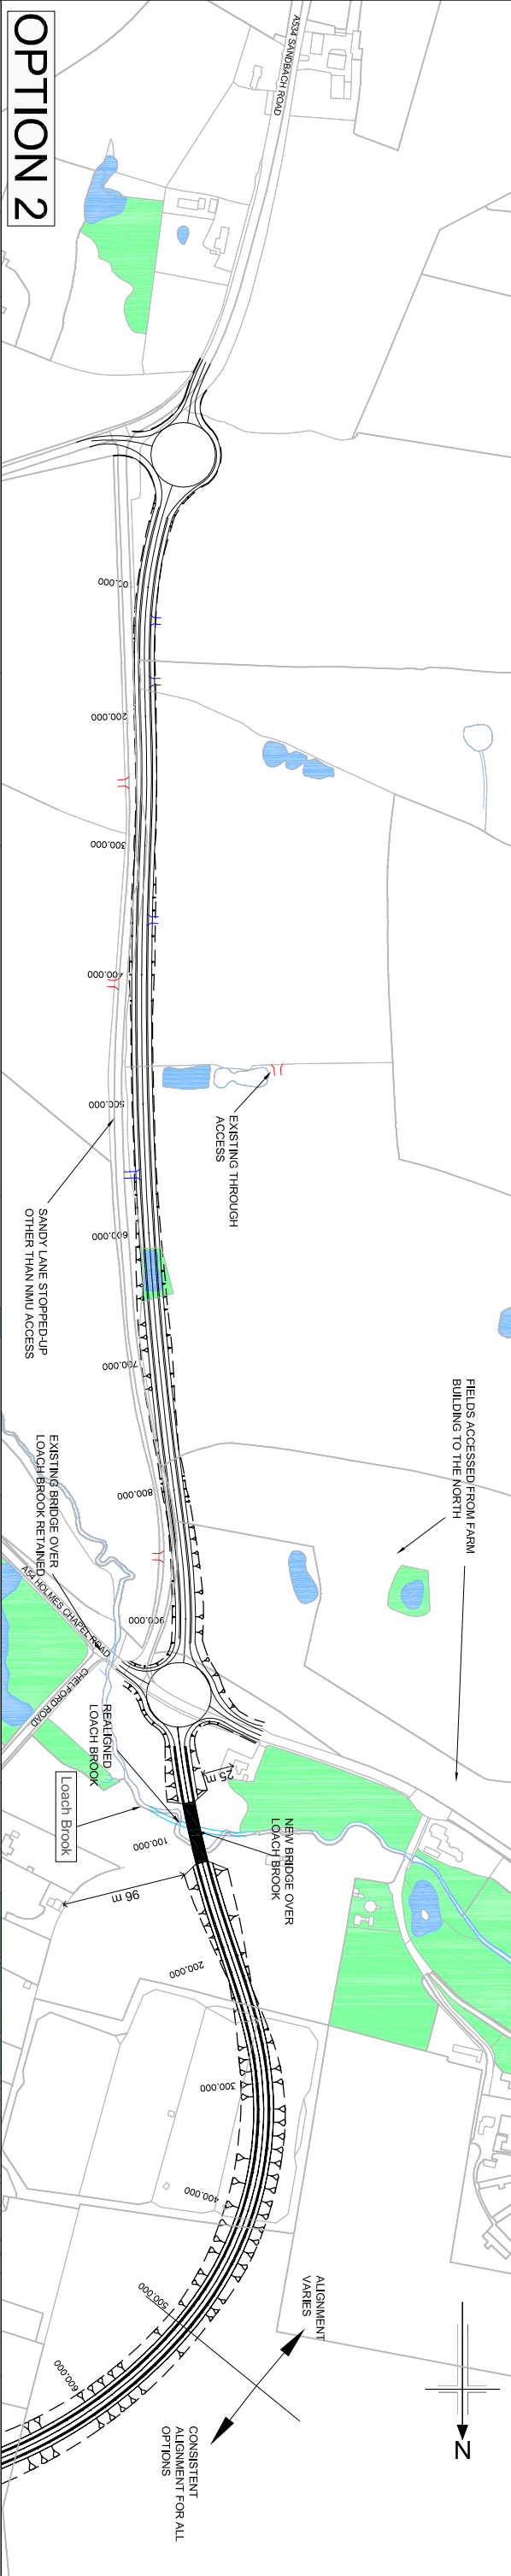 OPTION 2
A534 SANDBACH ROAD
00.000
200.000
300.000
400.000
500.000
600.000
700.000
800.000
900.000
EXISTING THROUGH
ACCESS
SANDY LANE STOPPED-UP
OTHER THAN NMU ACCESS
FIELDS ACCESSED FROM FARM
BUILDING TO THE NORTH
EXISTING BRIDGE OVER
LOACH BROOK RETAINED
A54 HOLMES CHAPEL ROAD
CHELFORD ROAD
REALIGNED
LOACH BROOK
Loach Brook
25 m
NEW BRIDGE OVER
LOACH BROOK
96 m
100.000
200.000
300.000
400.000
500.000
600.000
ALIGNMENT
VARIES
CONSISTENT
ALIGNMENT FOR ALL
OPTIONS
N